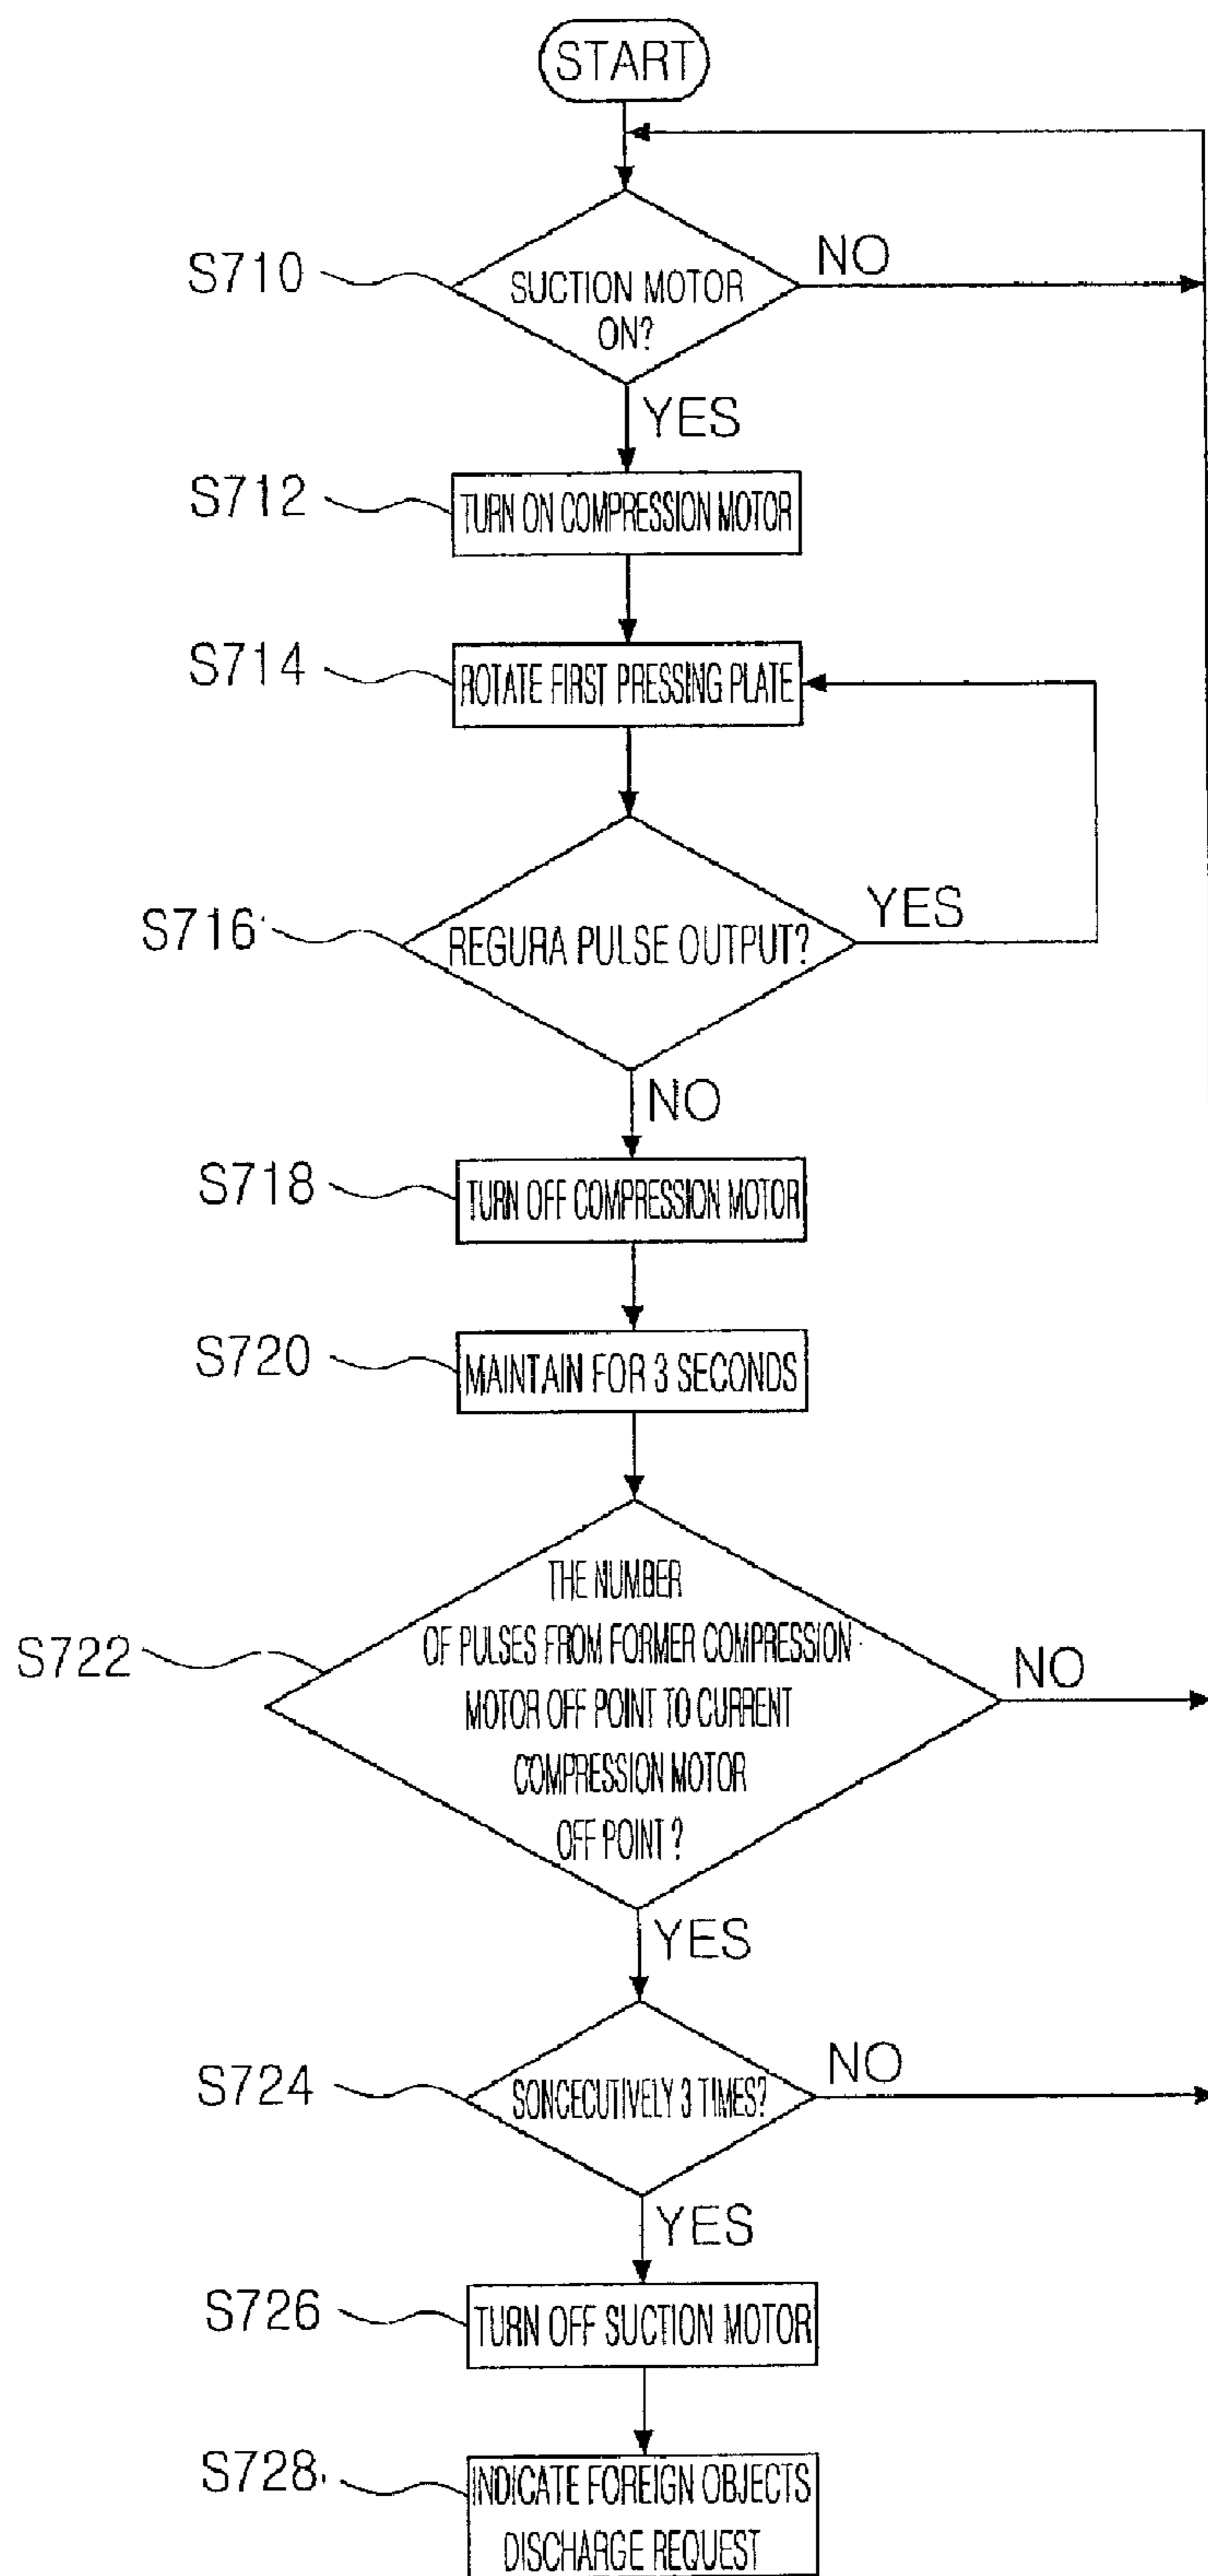 START
S710
SUCTION MOTOR
ON?
NO
YES
S712
TURN ON COMPRESSION MOTOR
S714
ROTATE FIRST PRESSING PLATE
S716
REGURA PULSE OUTPUT?
YES
NO
S718
TURN OFF COMPRESSION MOTOR
S720
MAINTAIN FOR 3 SECONDS
S722
THE NUMBER
OF PULSES FROM FORMER COMPRESSION
MOTOR OFF POINT TO CURRENT
COMPRESSION MOTOR
OFF POINT ?
NO
YES
S724
SONCECUTIVELY 3 TIMES?
NO
YES
S726
TURN OFF SUCTION MOTOR
S728
INDICATE FOREIGN OBJECTS
DISCHARGE REQUEST